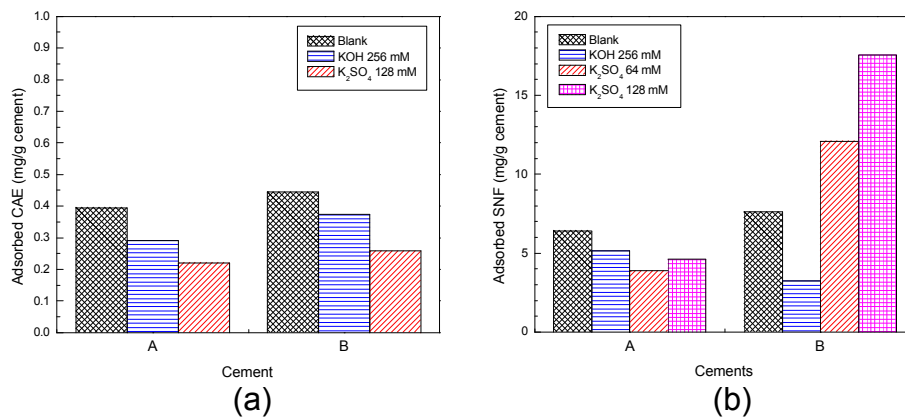 1.0
0.9
0.8
0.7
0.6
0.5
0.4
0.3
0.2
0.1
0.0
Adsorbed CAE (mg/g cement)
Blank
KOH 256 mM
K₂SO₄ 128 mM
A
B
Cement
(a)
20
15
10
5
0
Adsorbed SNF (mg/g cement)
Blank
KOH 256 mM
K₂SO₄ 64 mM
K₂SO₄ 128 mM
A
B
Cements
(b)